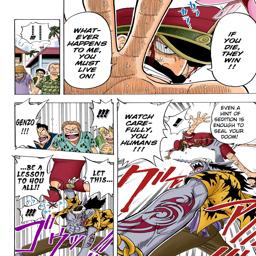 IF YOU
DIE,
THEY
WIN!!
WHAT-
EVER
HAPPENS
TO ME,
YOU
MUST
LIVE
ON!
EVEN
A HINT OF
SEDITION IS
ENOUGH TO
SEAL YOUR
DOOM!
WATCH
CARE-
FULLY,
YOU
HUMANS
!!!
!!!
GENZO!!
LET
THIS...
...BE A
LESSON TO
YOU
ALL!!